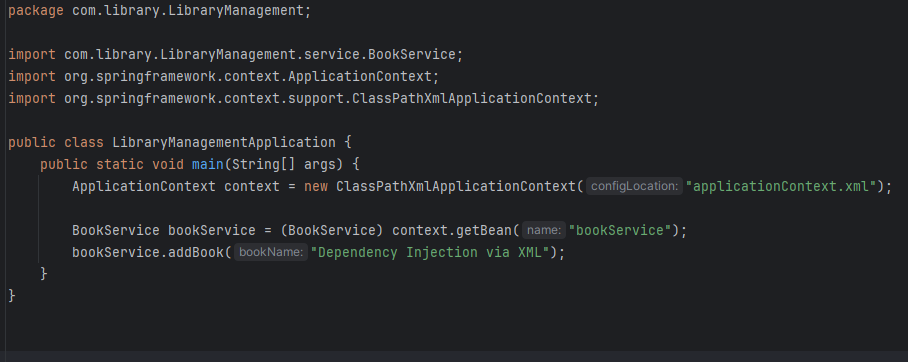 package com.library.LibraryManagement;
import com.library.LibraryManagement.service.BookService;
import org.springframework.context.ApplicationContext;
import org.springframework.context.support.ClassPathXmlApplicationContext;
public class LibraryManagementApplication {
public static void main(String[] args) {
ApplicationContext context = new ClassPathXmlApplicationContext( configLocation: "applicationContext.xml");
BookService bookService = (BookService) context.getBean( name: "bookService");
bookService.addBook( bookName: "Dependency Injection via XML");
}
}